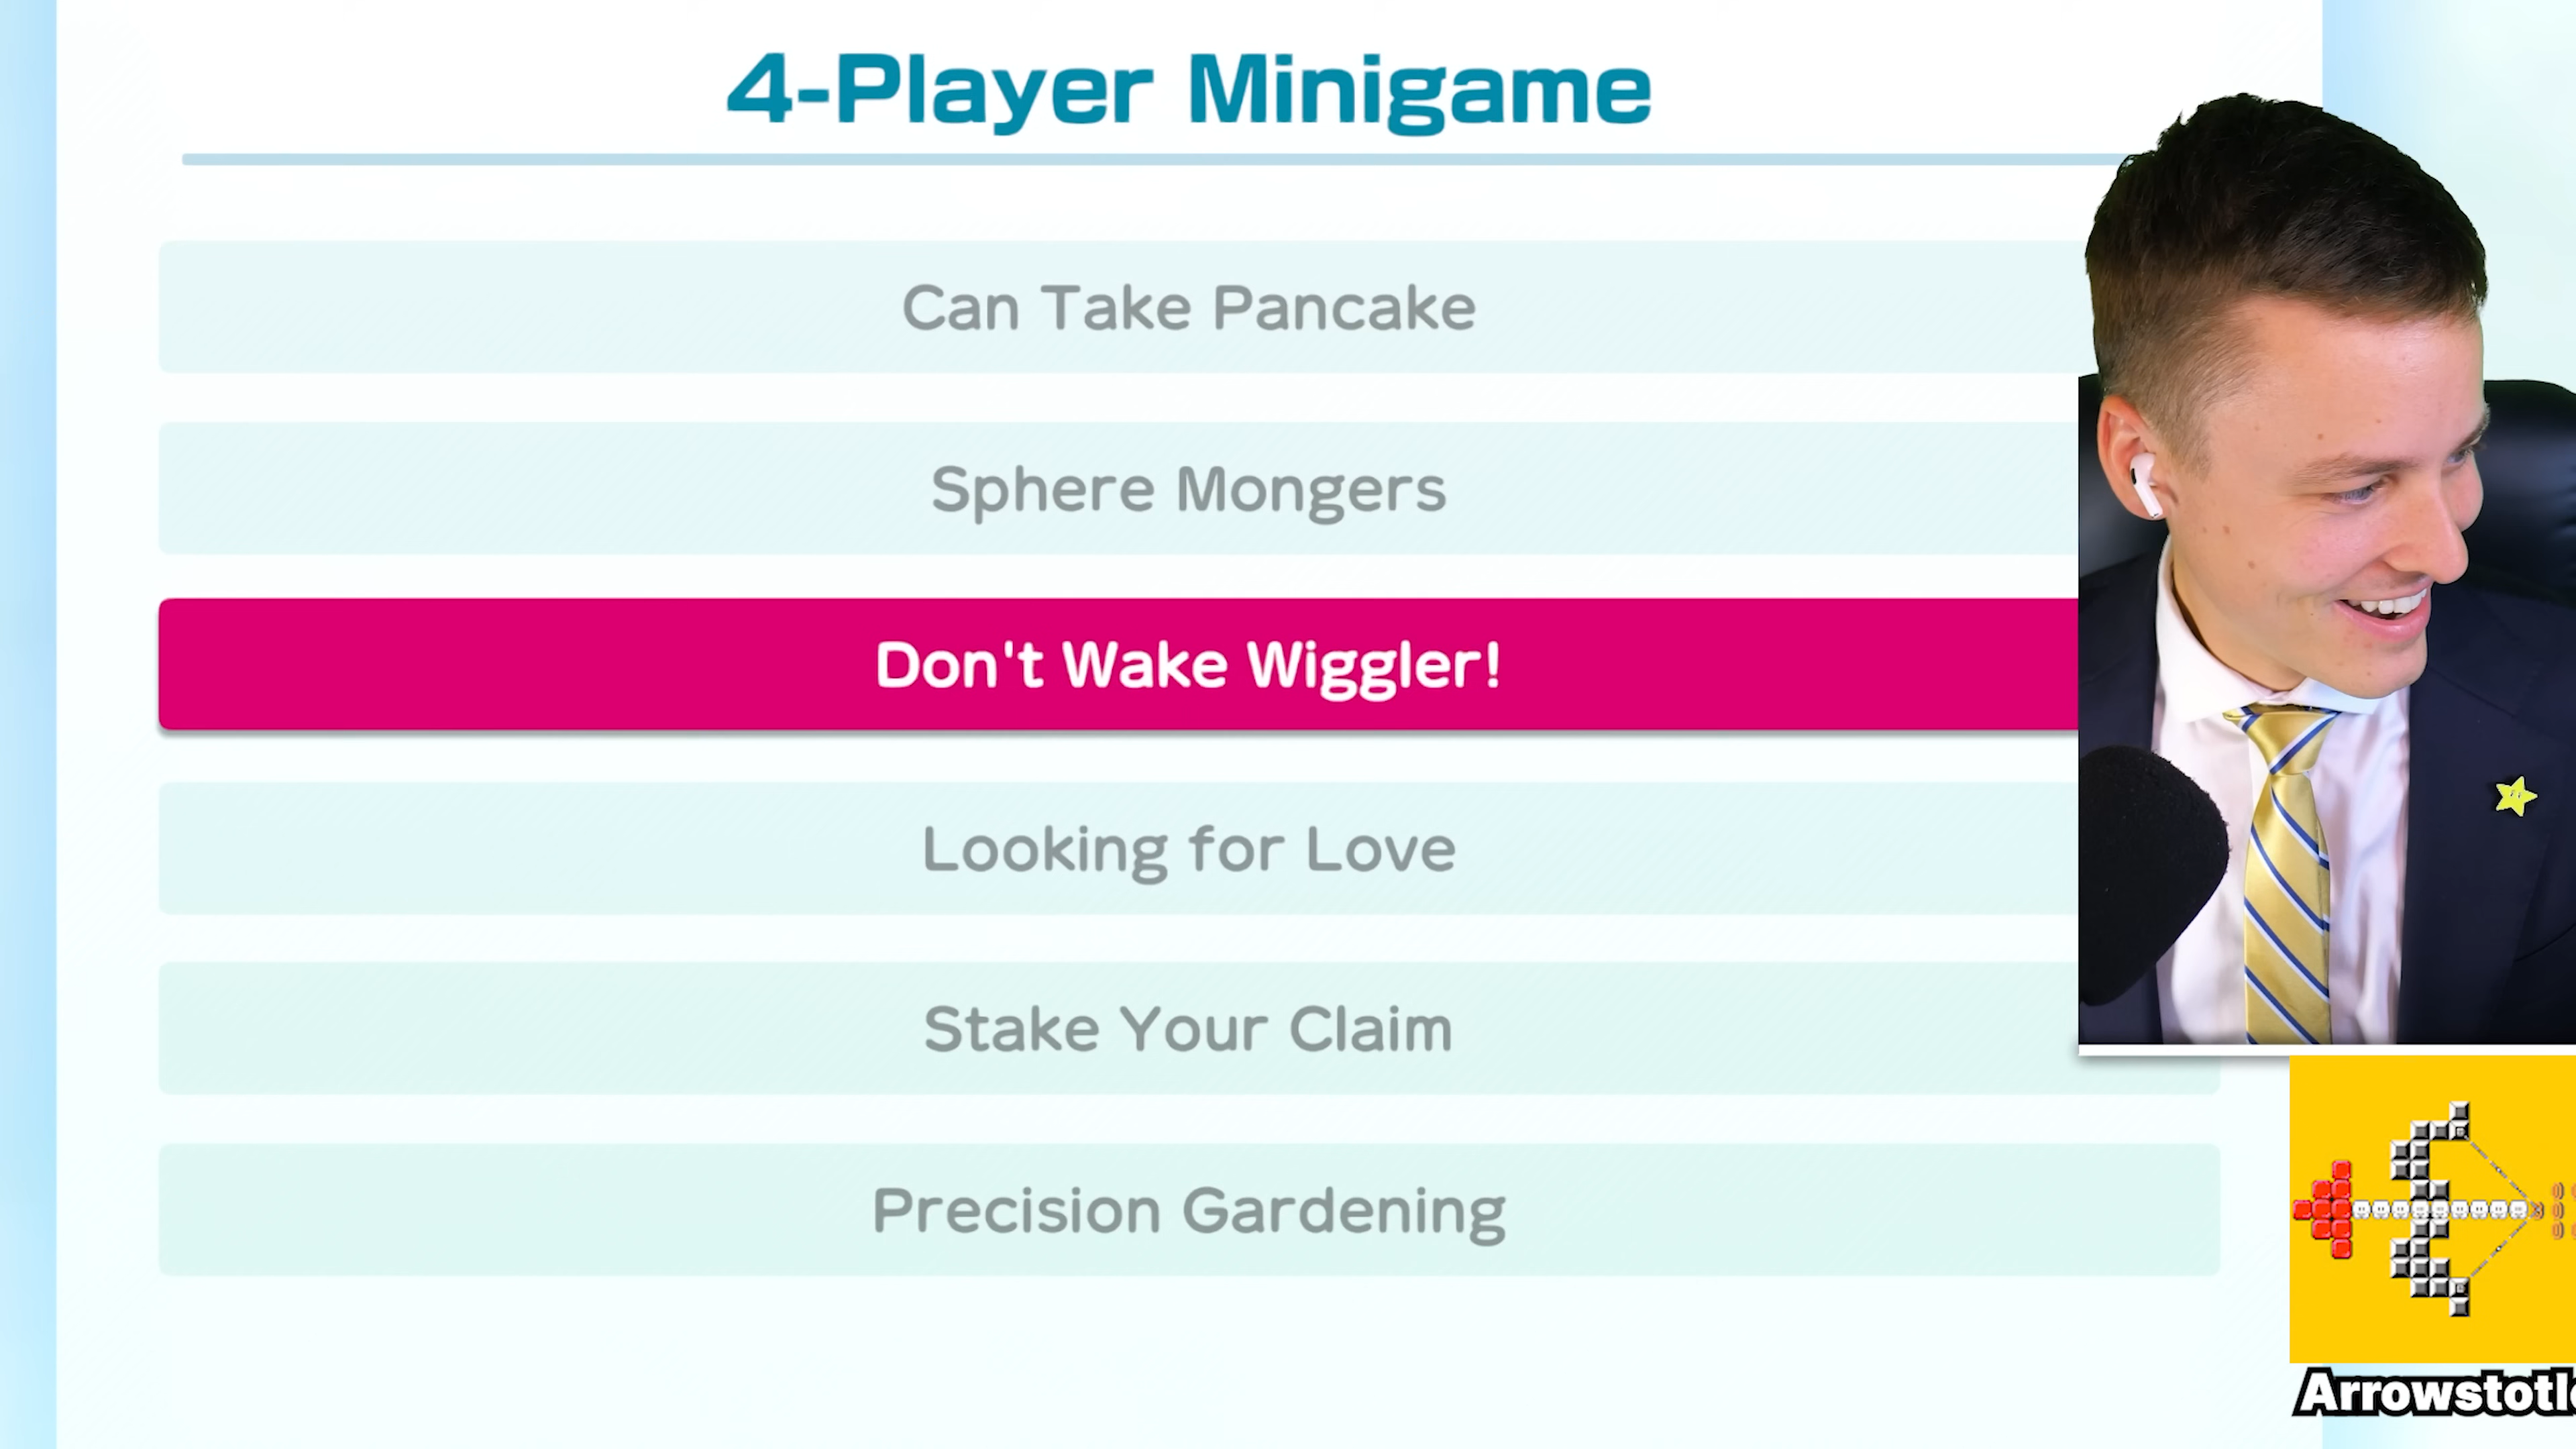 4-Player Minigame
Can Take Pancake
Sphere Mongers
Don't Wake Wiggler!
Looking for Love
Stake Your Claim
Precision Gardening
Arrowstotle